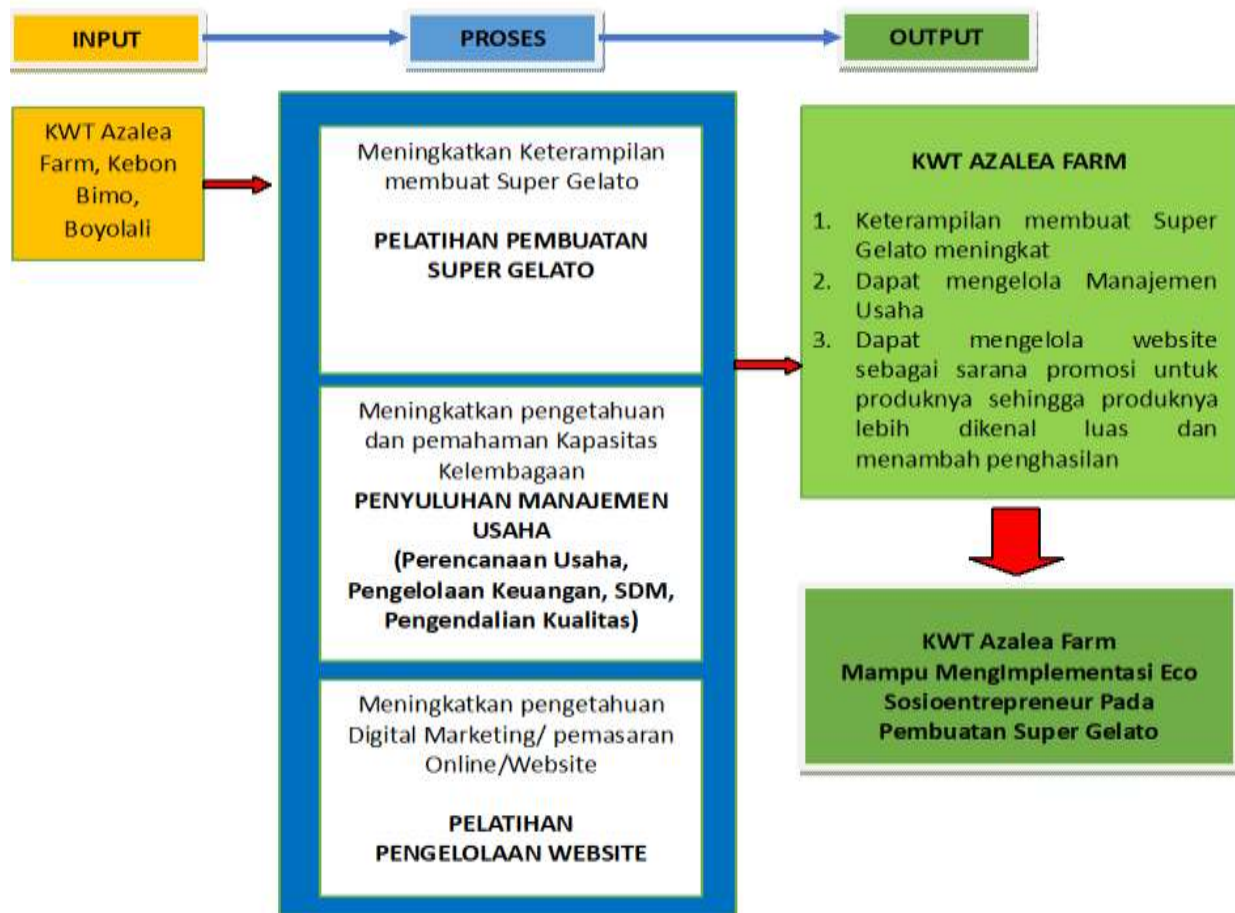 INPUT
PROSES
OUTPUT
KWT Azalea
Farm, Kebon
Bimo,
Boyolali
Meningkatkan Keterampilan
membuat Super Gelato
PELATIHAN PEMBUATAN
SUPER GELATO
Meningkatkan pengetahuan
dan pemahaman Kapasitas
Kelembagaan
PENYULUHAN MANAJEMEN
USAHA
(Perencanaan Usaha,
Pengelolaan Keuangan, SDM,
Pengendalian Kualitas)
Meningkatkan pengetahuan
Digital Marketing/ pemasaran
Online/Website
PELATIHAN
PENGELOLAAN WEBSITE
KWT AZALEA FARM
1. Keterampilan membuat Super
Gelato meningkat
2. Dapat mengelola Manajemen
Usaha
3. Dapat mengelola website
sebagai sarana promosi untuk
produknya sehingga produknya
lebih dikenal luas dan
menambah penghasilan
KWT Azalea Farm
Mampu MengImplementasi Eco
Sosioentrepreneur Pada
Pembuatan Super Gelato